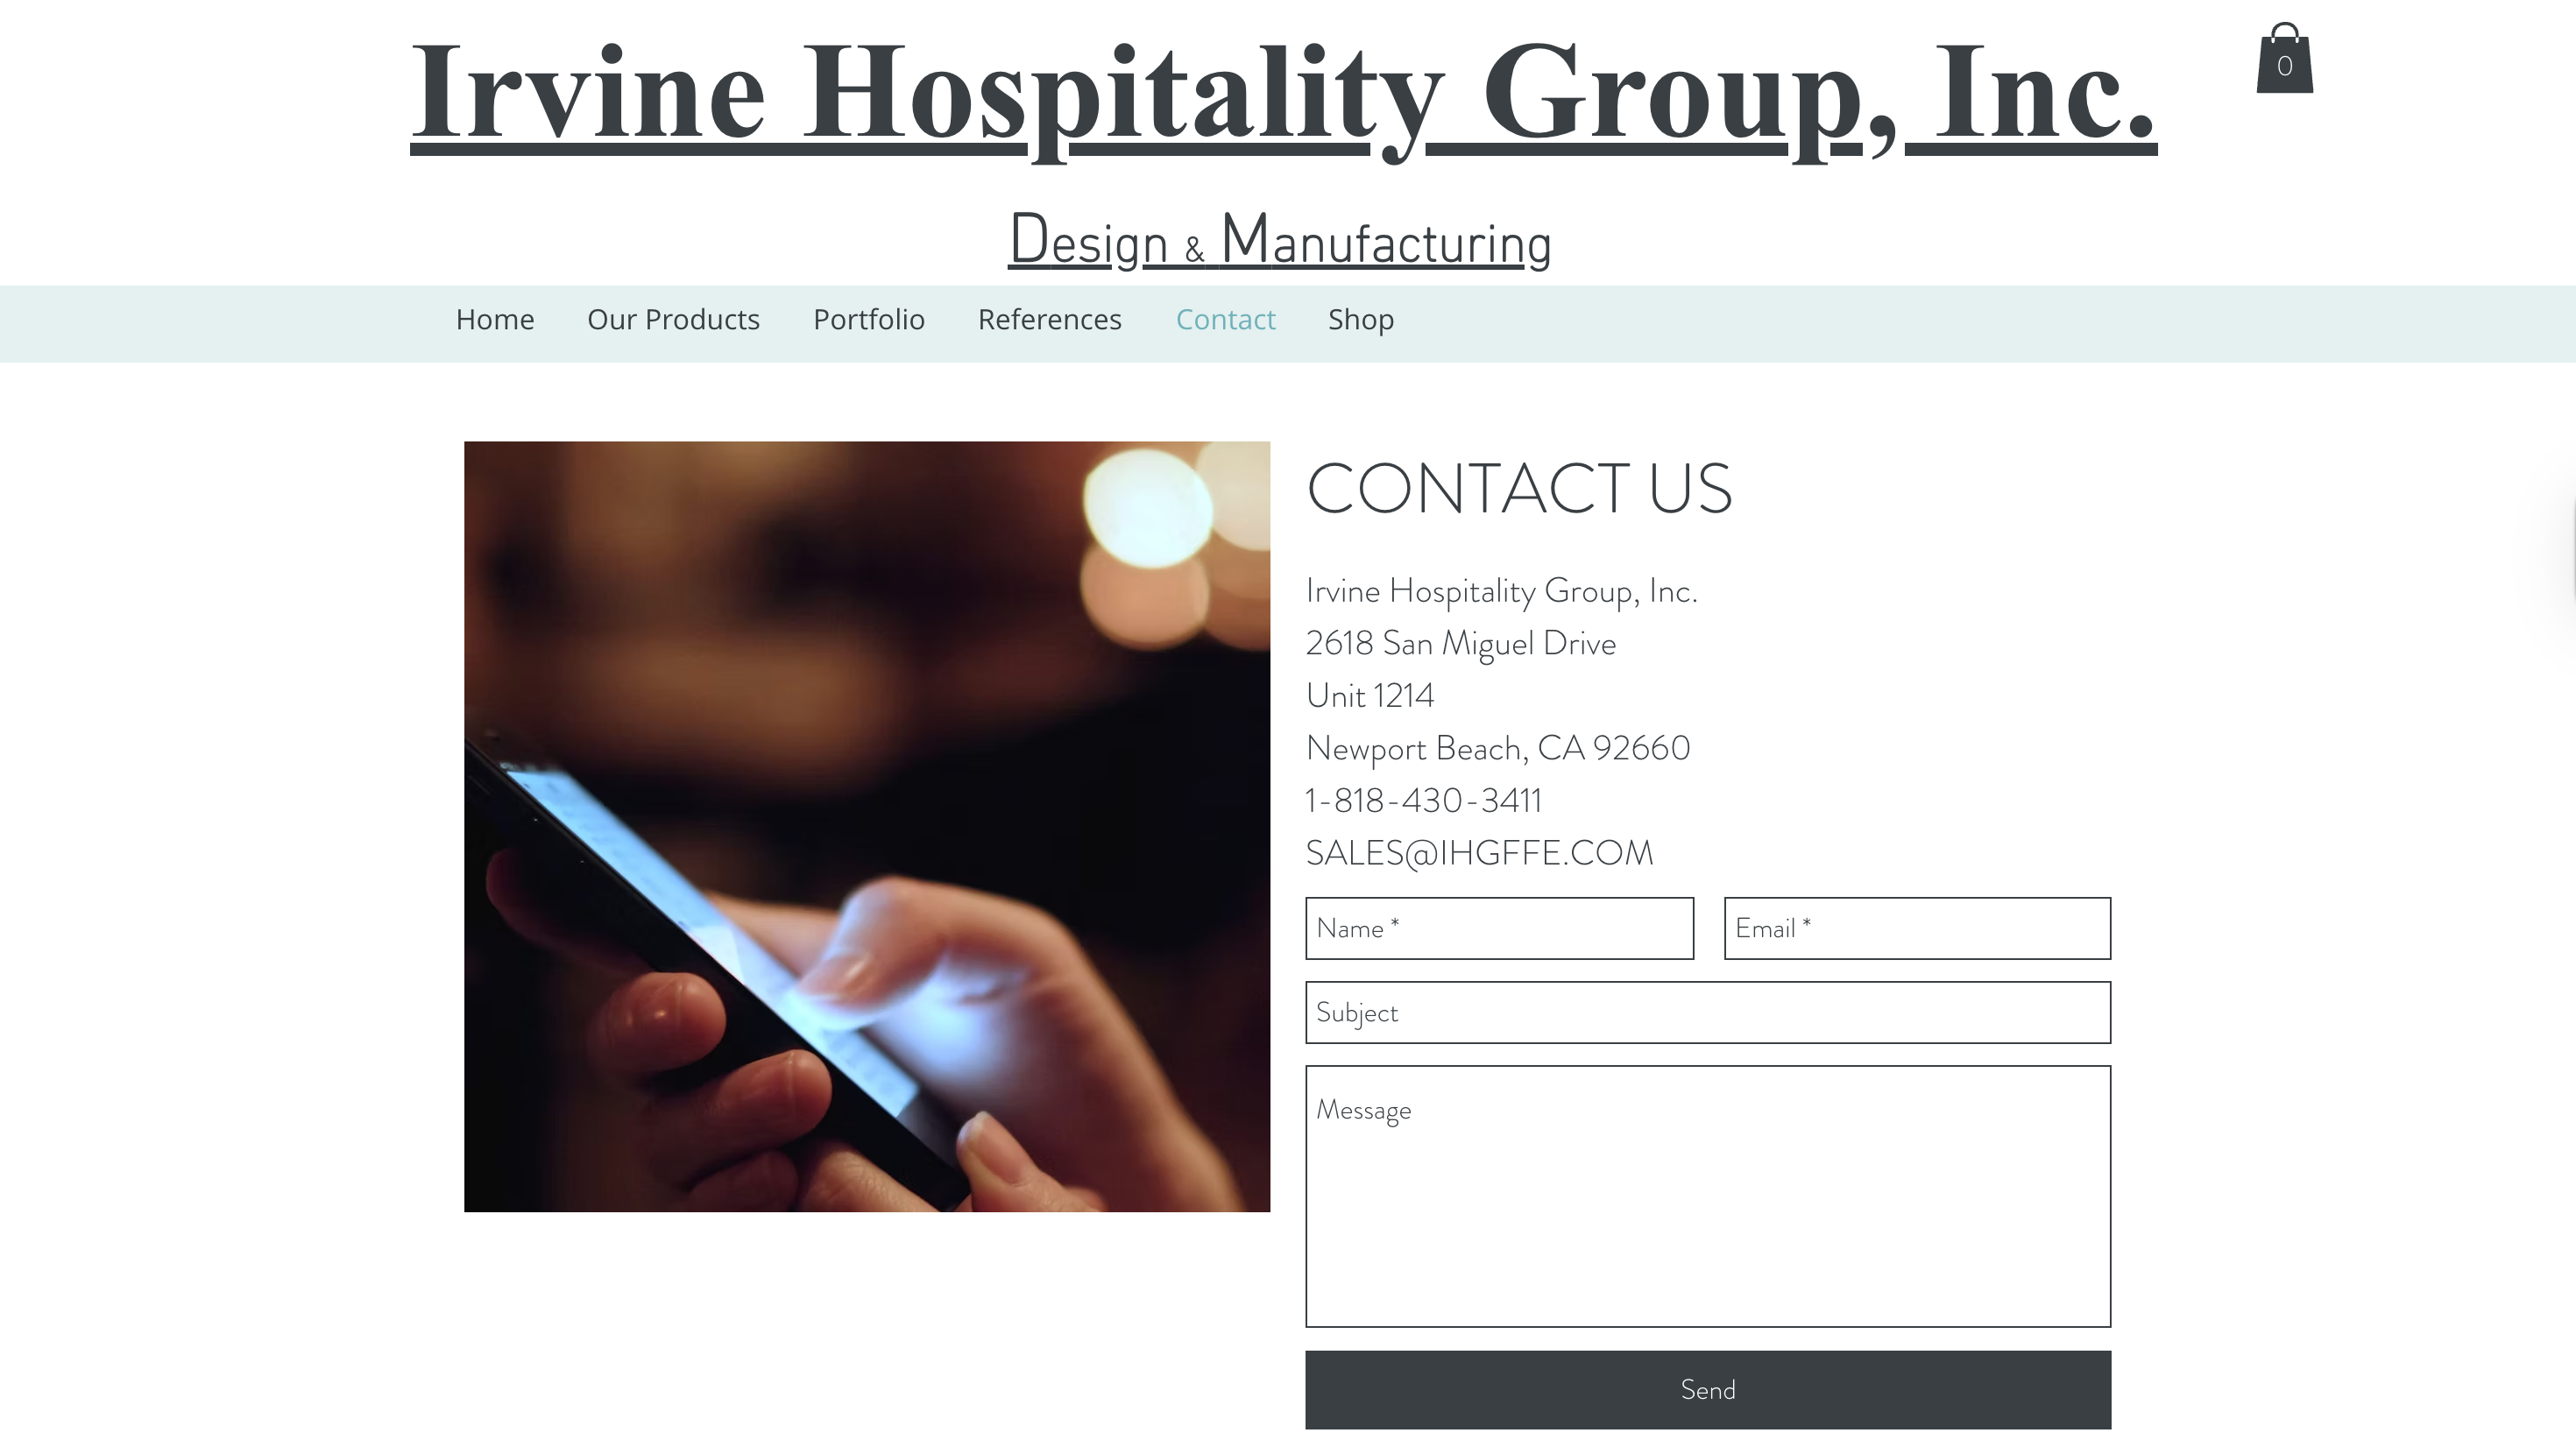 Irvine Hospitality Group, Inc.
0
Design & Manufacturing
Home Our Products Portfolio References Contact Shop
CONTACT US
Irvine Hospitality Group, Inc.
2618 San Miguel Drive
Unit 1214
Newport Beach, CA 92660
1-818-430-3411
SALES@IHGFFE.COM
Name * Email *
Subject
Message
Send